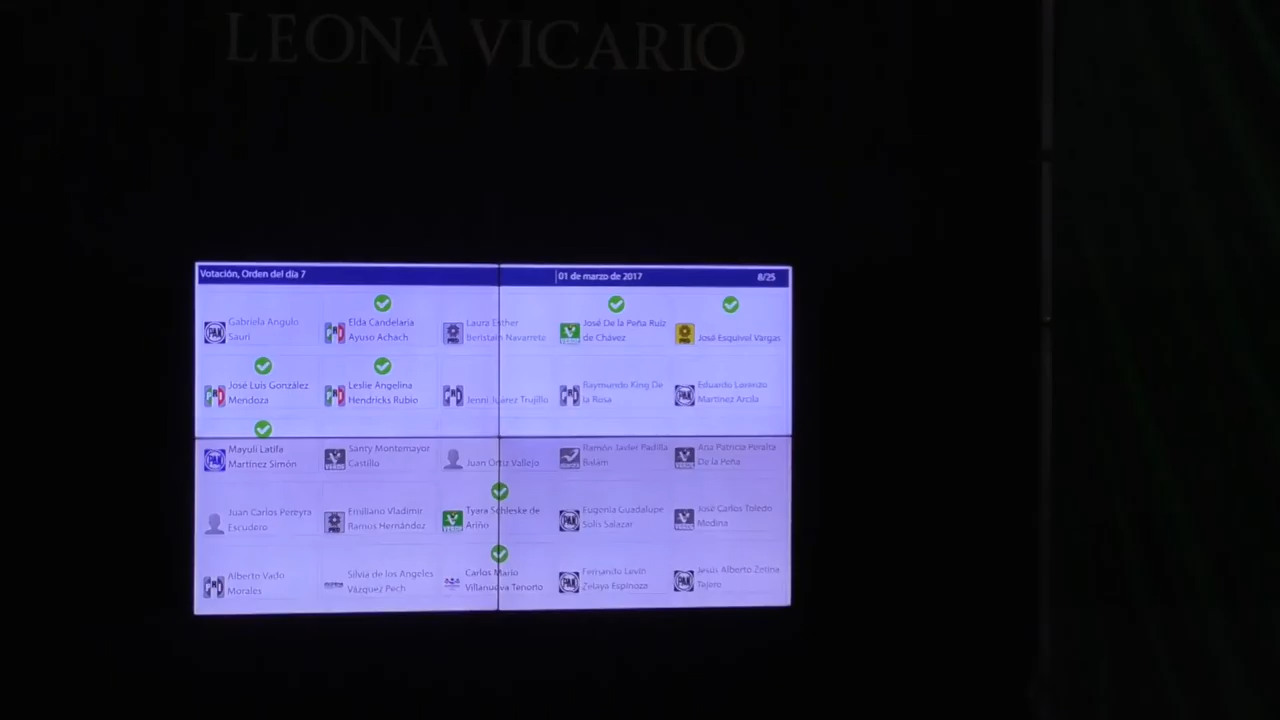 LEONA VICARIO
Votación, Orden del día 7
01 de marzo de 2017
8/25
Gabriela Angulo
Sauri
Elda Candelaria
Ayuso Achach
Laura Esther
Beristain Navarrete
José De la Peña Ruiz
de Chávez
José Esquivel Vargas
José Luis González
Mendoza
Leslie Angelina
Hendricks Rubio
Jenni Juárez Trujillo
Raymundo King De
la Rosa
Eduardo Lorenzo
Martínez Arcila
Mayuli Latifa
Martínez Simón
Santy Montemayor
Castillo
Juan Ortiz Vallejo
Ramón Javier Padilla
Balam
Ana Patricia Peralta
De la Peña
Juan Carlos Pereyra
Escudero
Emiliano Vladimir
Ramos Hernández
Tyara Schleske de
Ariño
Eugenia Guadalupe
Solís Salazar
José Carlos Toledo
Medina
Alberto Vado
Morales
Silvia de los Angeles
Vázquez Pech
Carlos Mario
Villanueva Tenorio
Fernando Levin
Zelaya Espinoza
Jesús Alberto Zetina
Tejero